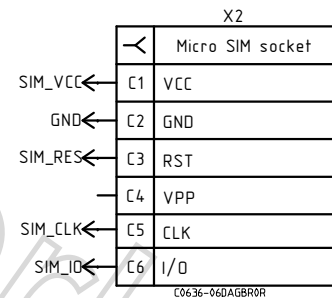 X2
Micro SIM socket
SIM_VCC C1 VCC
GND C2 GND
SIM_RES C3 RST
C4 VPP
SIM_CLK C5 CLK
SIM_IO C6 I/O
C0636-06DAGBR0R